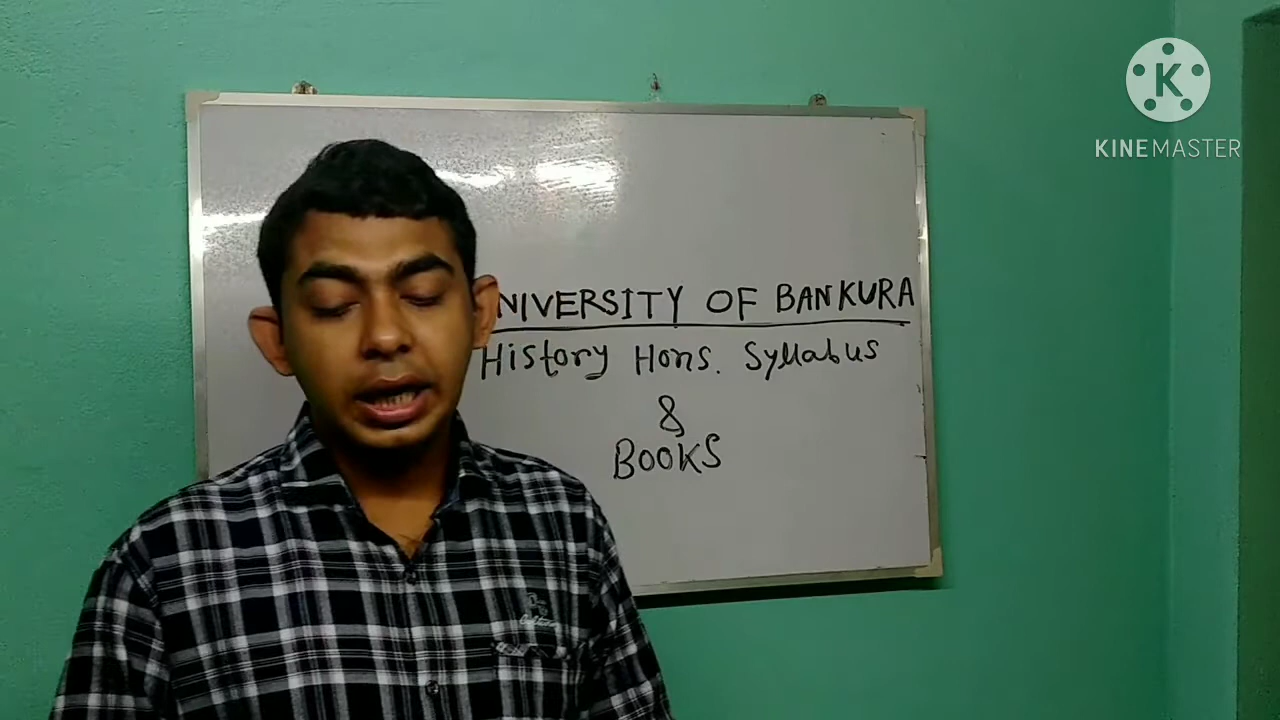 K
KINEMASTER
NIVERSITY OF BANKURA
History Hons. Syllabus
&
BOOKS